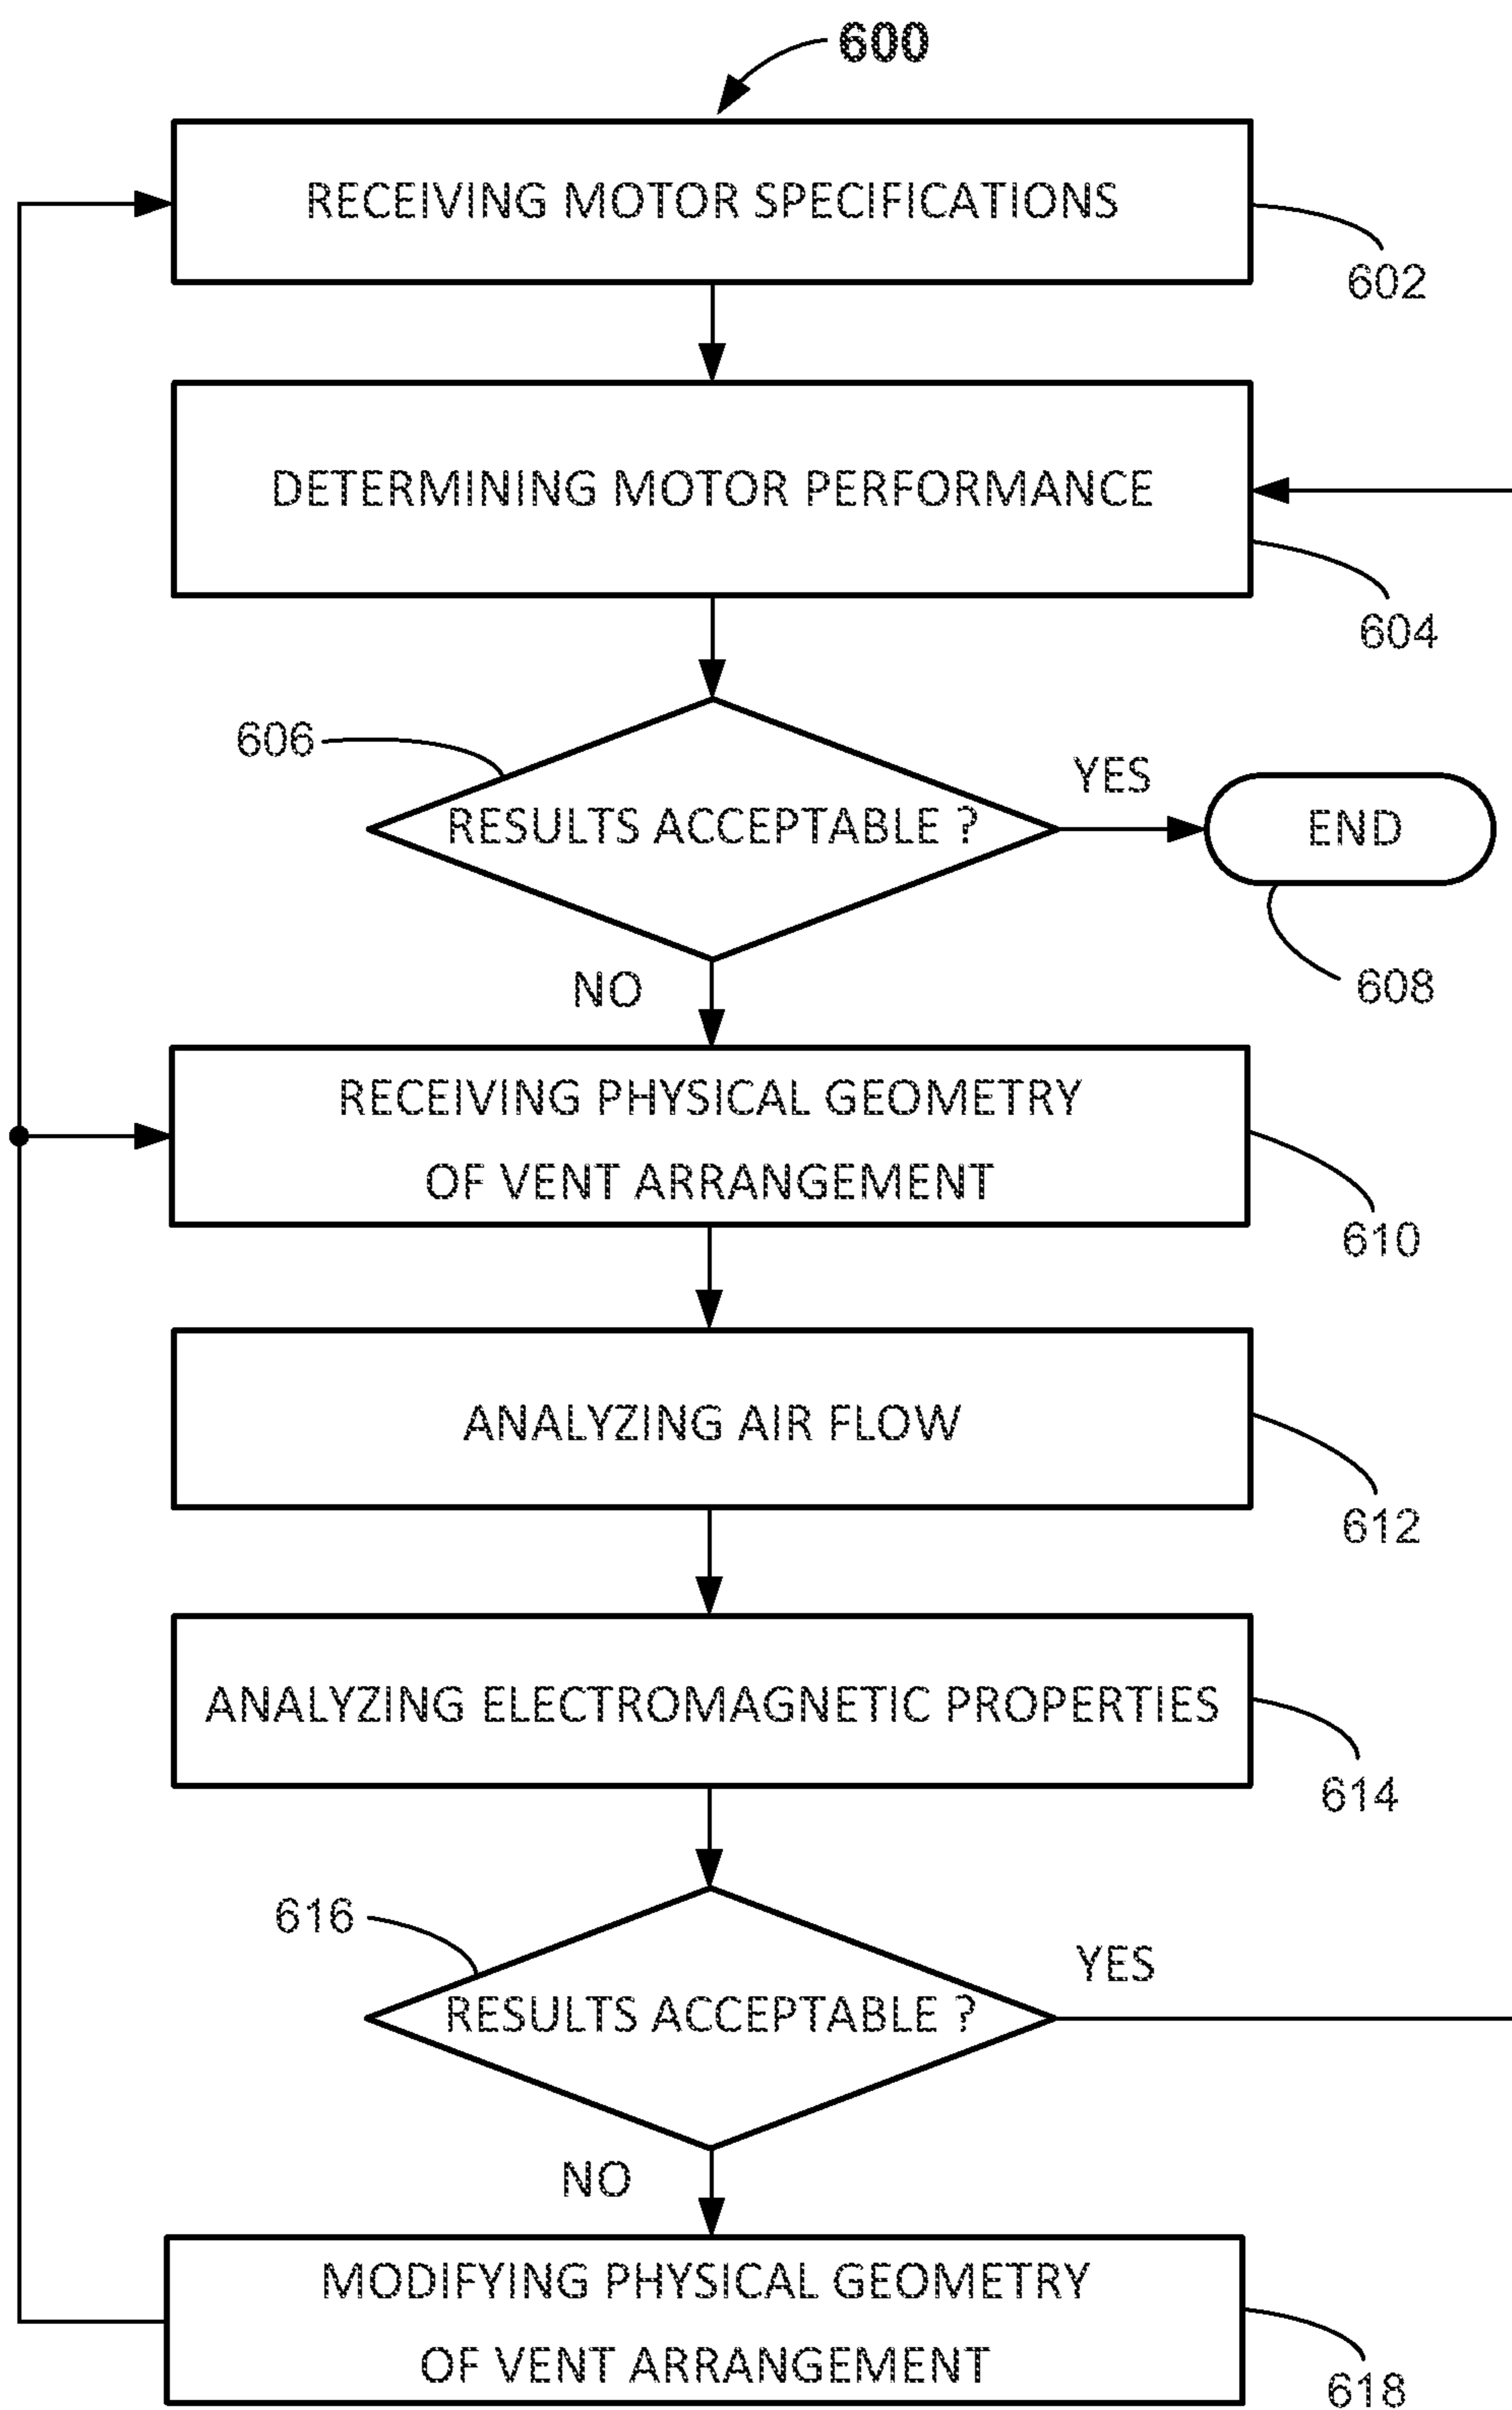 600
RECEIVING MOTOR SPECIFICATIONS
602
DETERMINING MOTOR PERFORMANCE
604
606
RESULTS ACCEPTABLE ?
YES
END
608
NO
RECEIVING PHYSICAL GEOMETRY
OF VENT ARRANGEMENT
610
ANALYZING AIR FLOW
612
ANALYZING ELECTROMAGNETIC PROPERTIES
614
616
RESULTS ACCEPTABLE ?
YES
NO
MODIFYING PHYSICAL GEOMETRY
OF VENT ARRANGEMENT
618